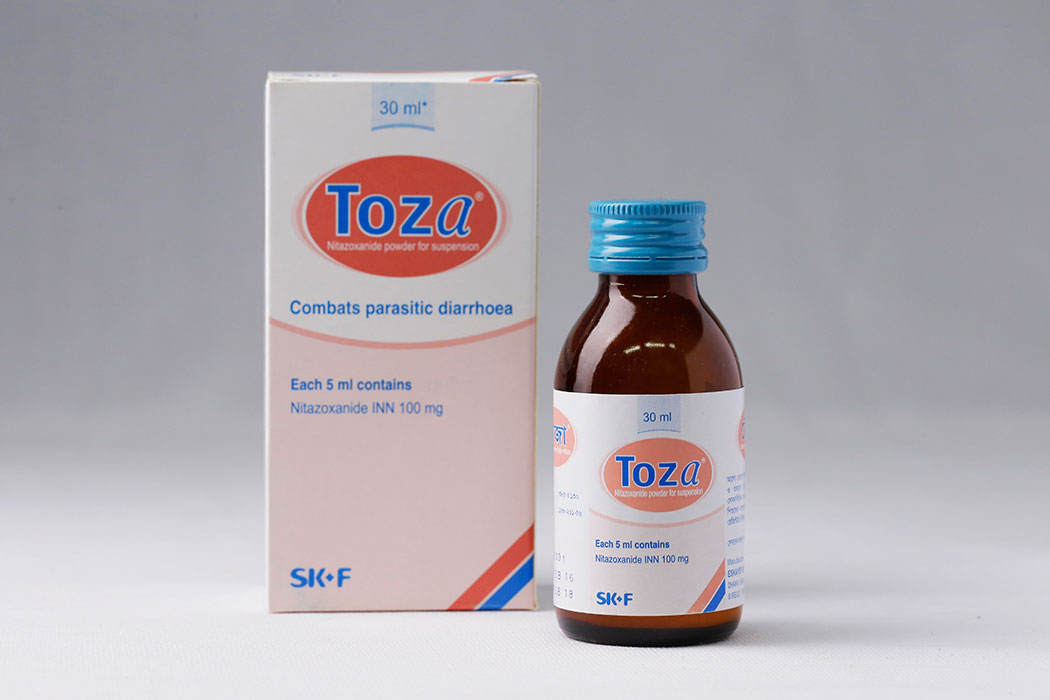 30 ml*
Toza®
Nitazoxanide powder for suspension
Combats parasitic diarrhoea
Each 5 ml contains
Nitazoxanide INN 100 mg
SK+F
30 ml
Toza®
Nitazoxanide powder for suspension
Each 5 ml contains
Nitazoxanide INN 100 mg
SK+F